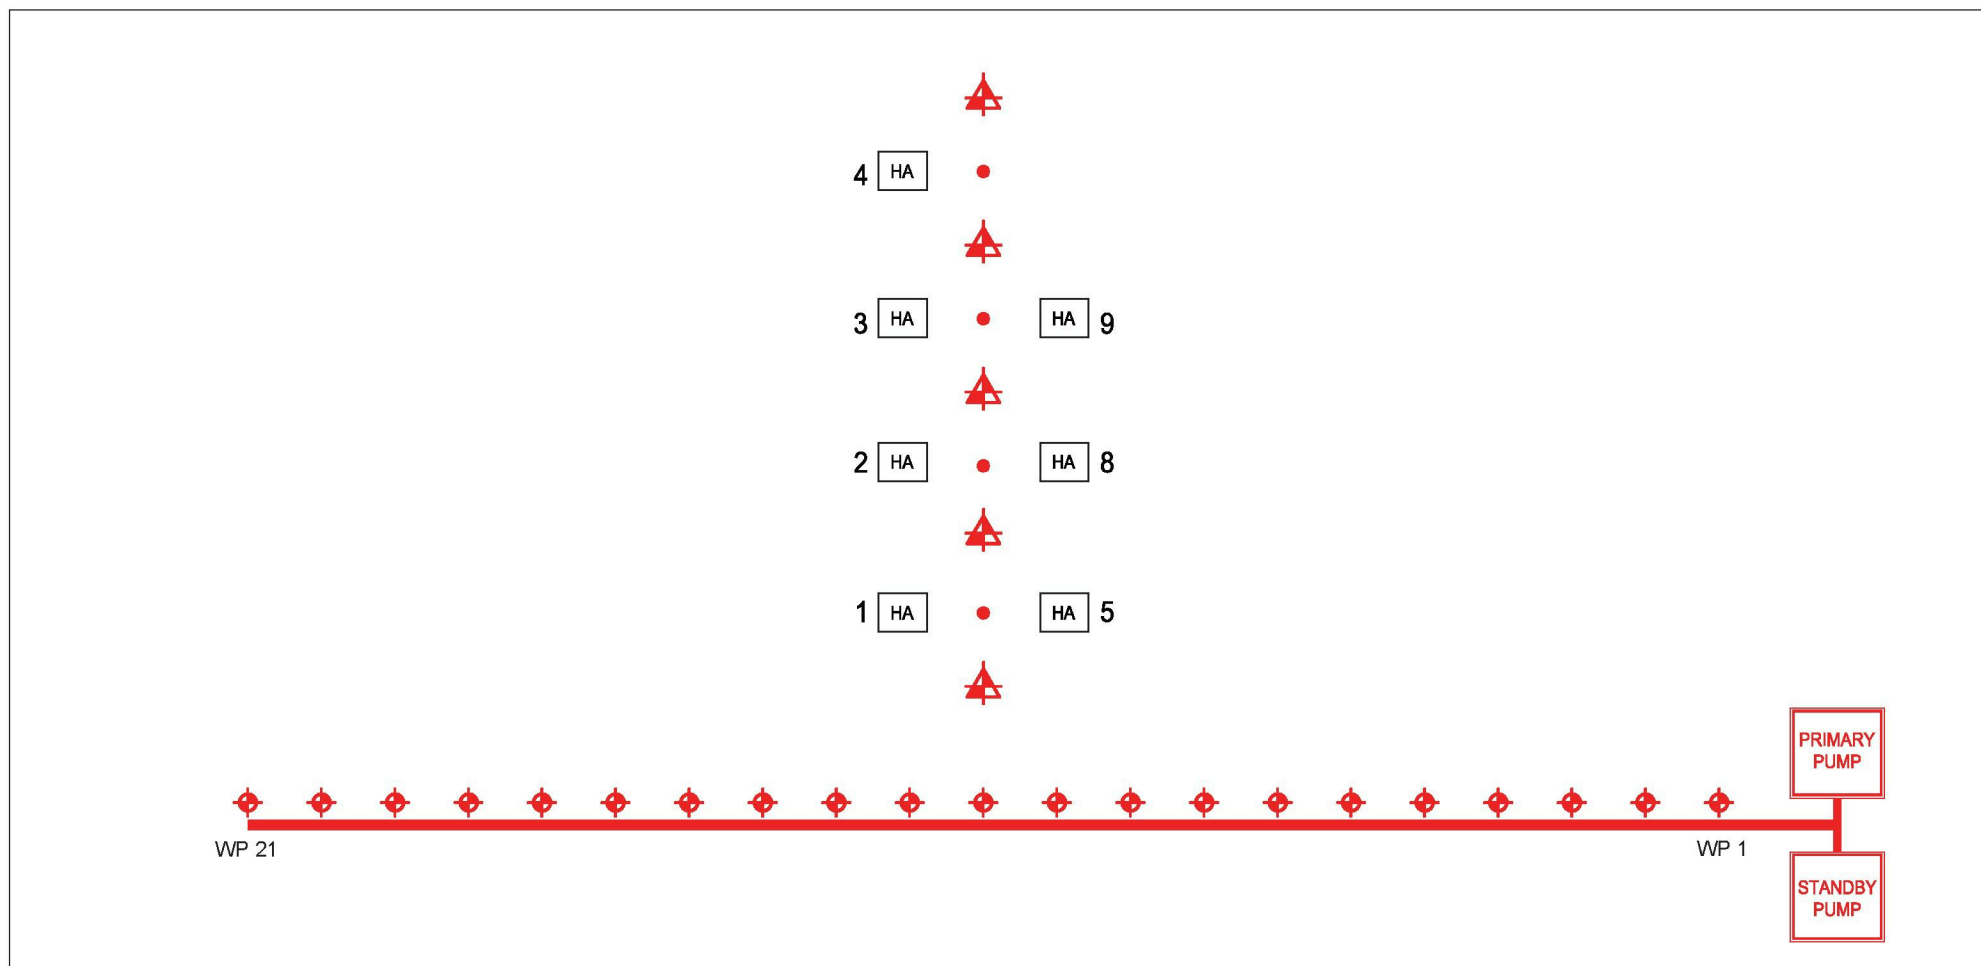 4 HA
3 HA HA 9
2 HA HA 8
1 HA HA 5
PRIMARY
PUMP
WP 21
WP 1
STANDBY
PUMP